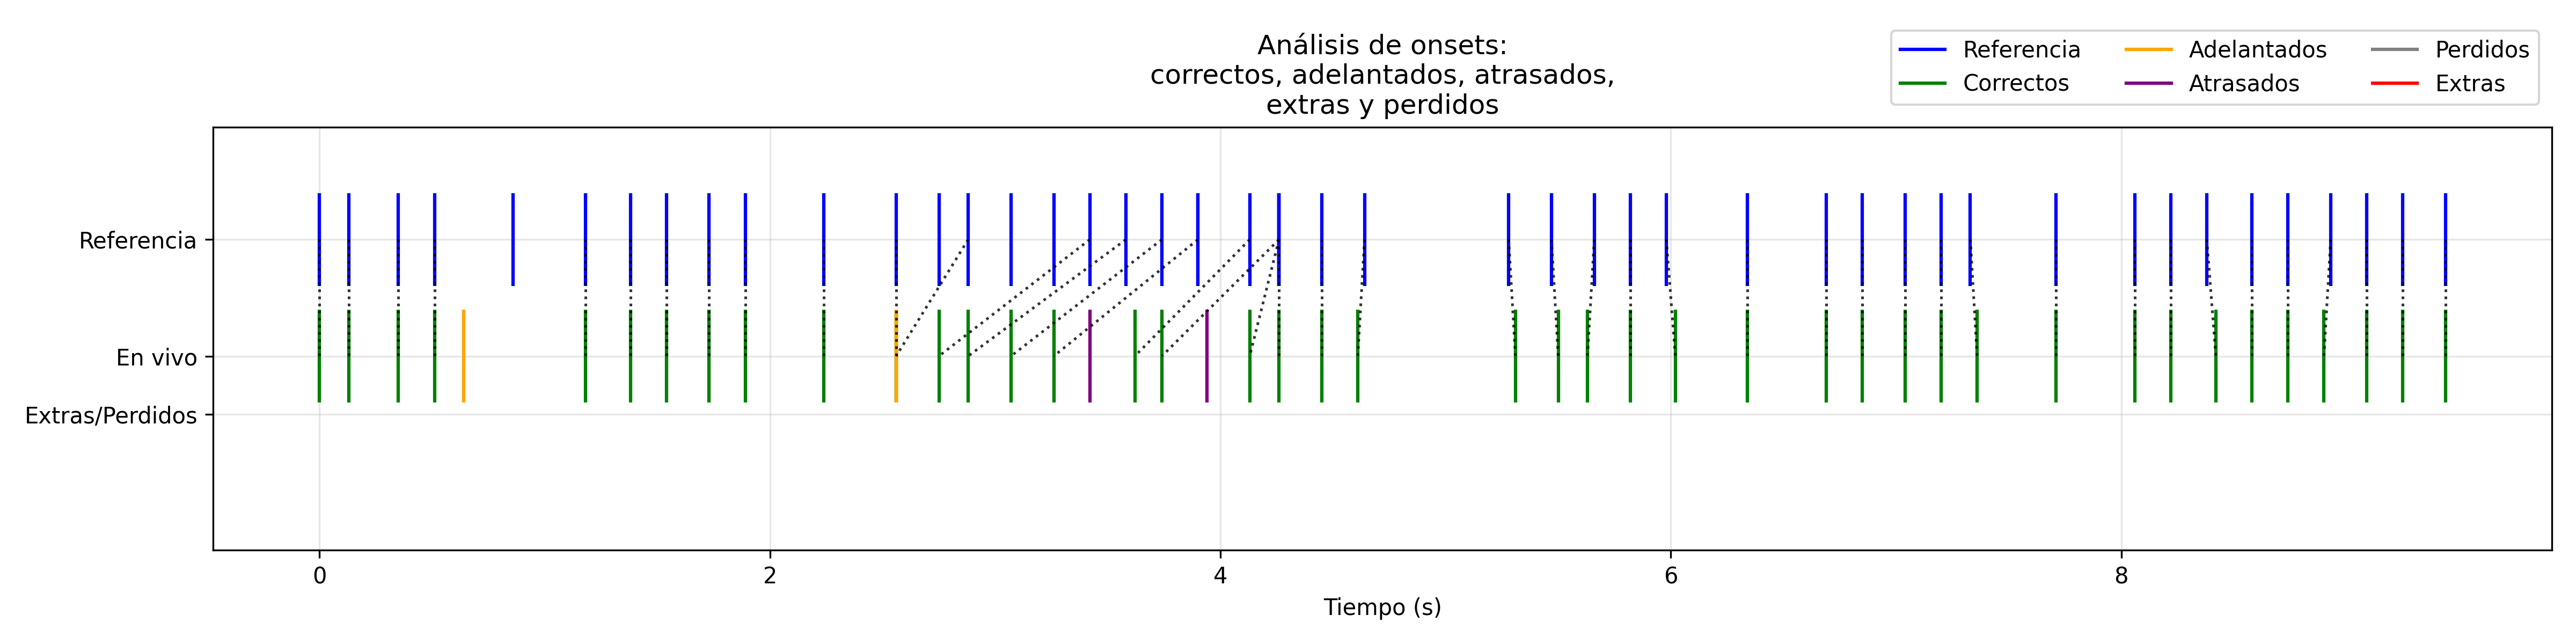 Análisis de onsets:
correctos, adelantados, atrasados,
extras y perdidos
Referencia
Adelantados
Perdidos
Correctos
Atrasados
Extras
Referencia
En vivo
Extras/Perdidos
0
2
4
6
8
Tiempo (s)